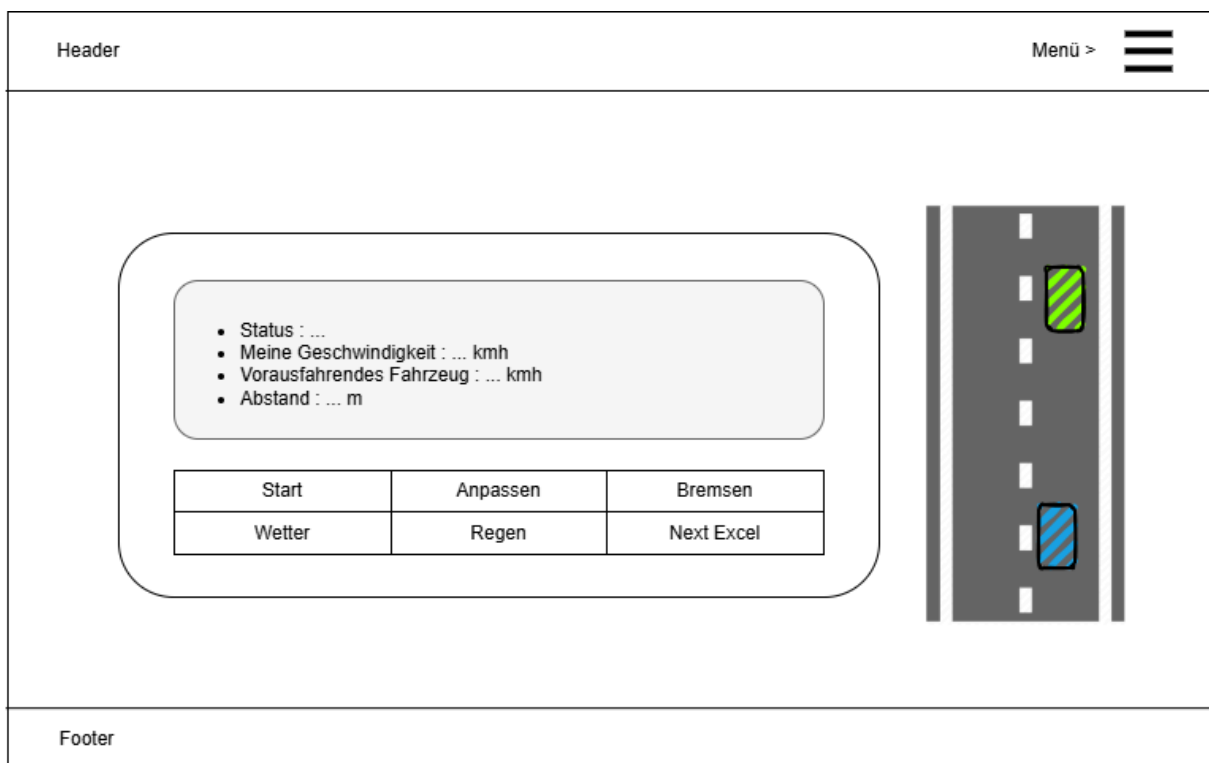 Header
Menü >
• Status : ...
• Meine Geschwindigkeit : ... kmh
• Vorausfahrendes Fahrzeug : ... kmh
• Abstand : ... m
Start Anpassen Bremsen
Wetter Regen Next Excel
Footer